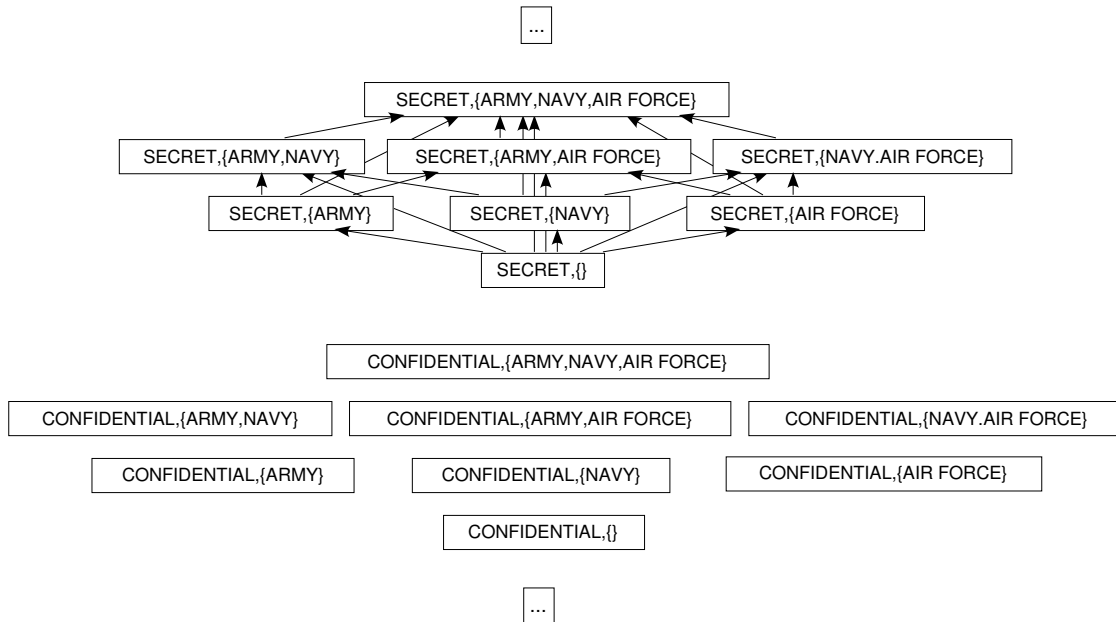 ...
SECRET,{ARMY,NAVY,AIR FORCE}
SECRET,{ARMY,NAVY}
SECRET,{ARMY,AIR FORCE}
SECRET,{NAVY.AIR FORCE}
SECRET,{ARMY}
SECRET,{NAVY}
SECRET,{AIR FORCE}
SECRET,{}
CONFIDENTIAL,{ARMY,NAVY,AIR FORCE}
CONFIDENTIAL,{ARMY,NAVY}
CONFIDENTIAL,{ARMY,AIR FORCE}
CONFIDENTIAL,{NAVY.AIR FORCE}
CONFIDENTIAL,{ARMY}
CONFIDENTIAL,{NAVY}
CONFIDENTIAL,{AIR FORCE}
CONFIDENTIAL,{}
...